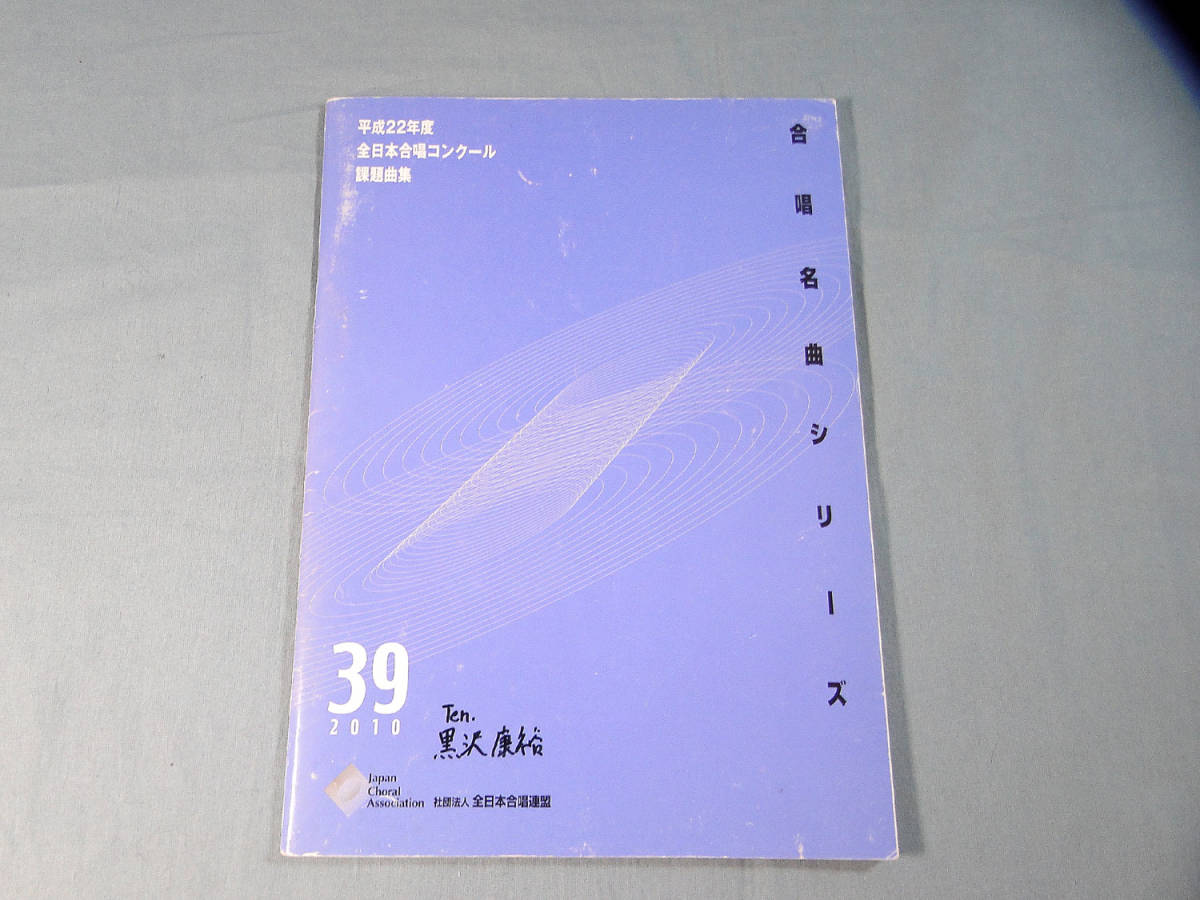 平成22年度
全日本合唱コンクール
課題曲集
合唱名曲シリーズ
39
2010
Ten.
黒沢康裕
Japan
Choral
Association
社団法人 全日本合唱連盟